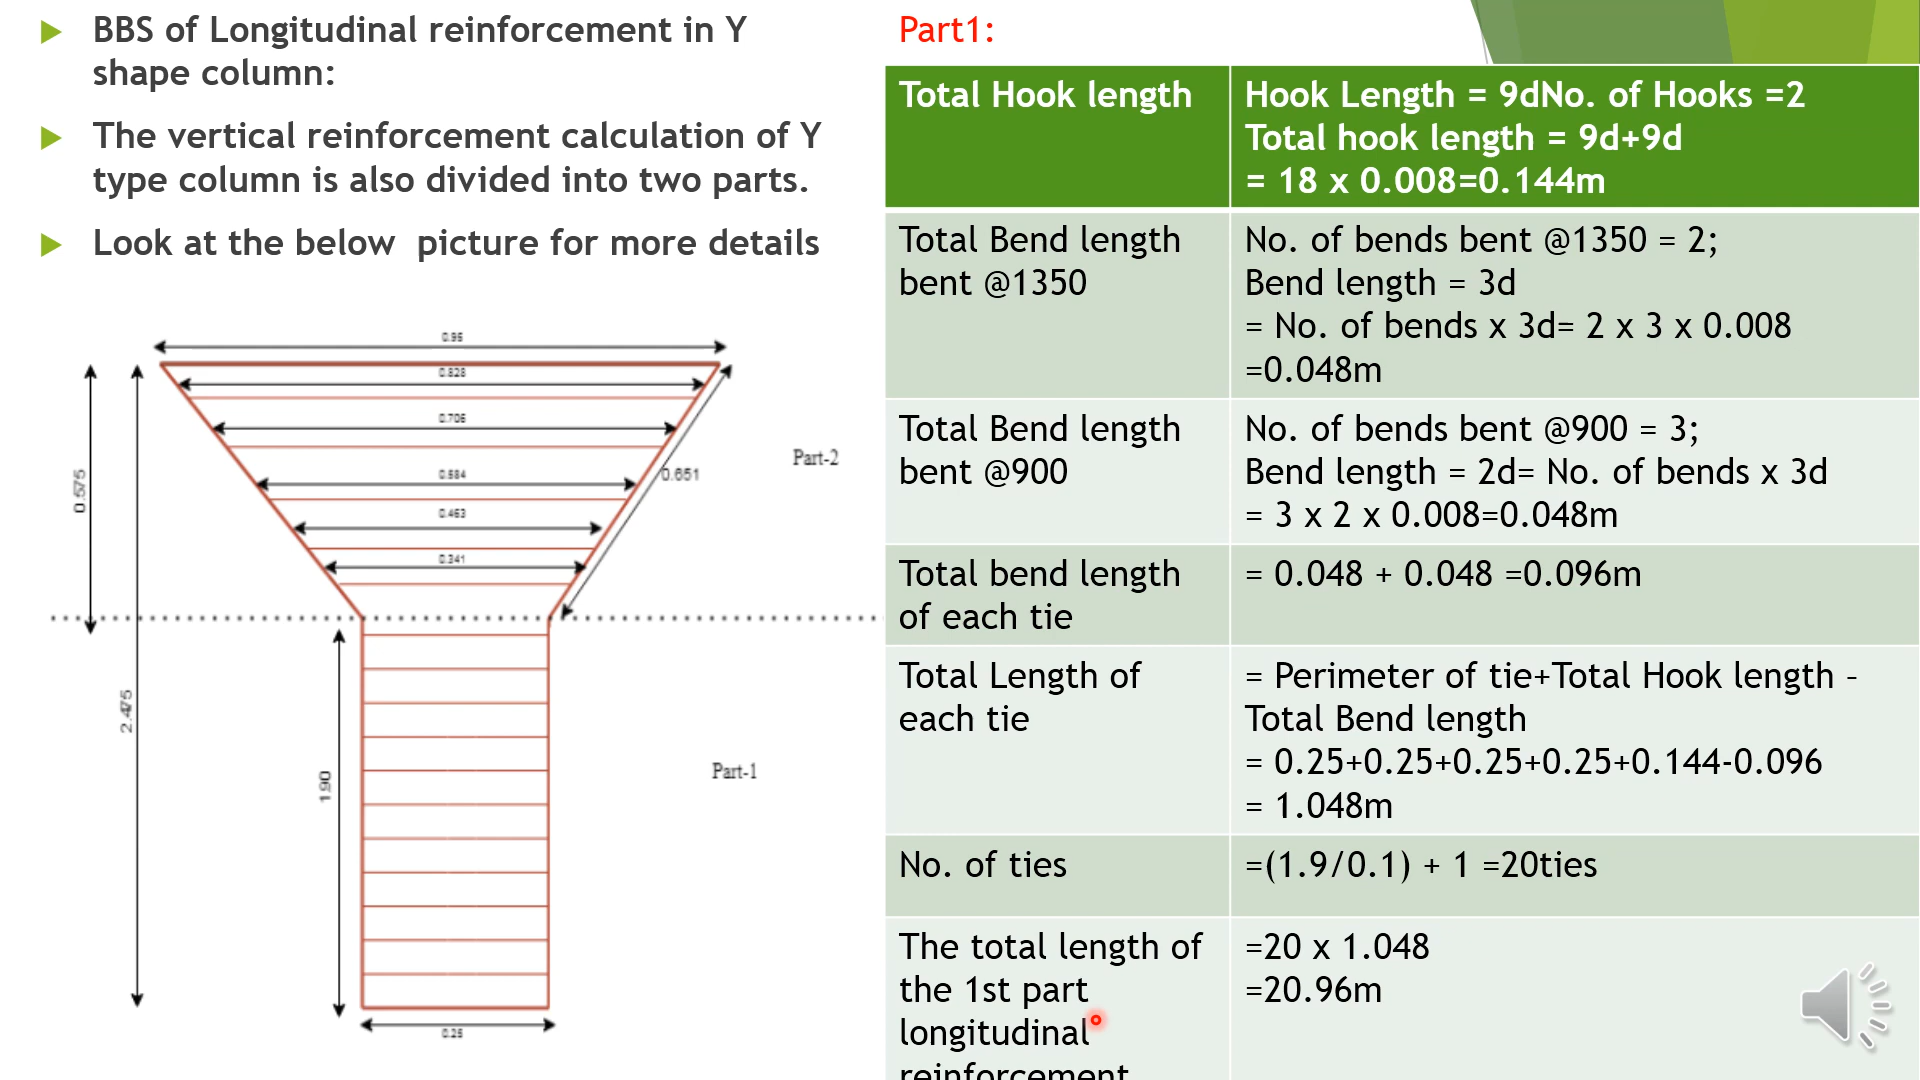 BBS of Longitudinal reinforcement in Y
shape column:
The vertical reinforcement calculation of Y
type column is also divided into two parts.
Look at the below picture for more details
0.95
0.828
0.706
0.584
0.463
0.341
0.651
0.575
2.475
1.90
0.25
Part-2
Part-1
Part1:
Total Hook length
Hook Length = 9dNo. of Hooks =2
Total hook length = 9d+9d
= 18 x 0.008=0.144m
Total Bend length
bent @1350
No. of bends bent @1350 = 2;
Bend length = 3d
= No. of bends x 3d= 2 x 3 x 0.008
=0.048m
Total Bend length
bent @900
No. of bends bent @900 = 3;
Bend length = 2d= No. of bends x 3d
= 3 x 2 x 0.008=0.048m
Total bend length
of each tie
= 0.048 + 0.048 =0.096m
Total Length of
each tie
= Perimeter of tie+Total Hook length –
Total Bend length
= 0.25+0.25+0.25+0.25+0.144-0.096
= 1.048m
No. of ties
=(1.9/0.1) + 1 =20ties
The total length of
the 1st part
longitudinal
reinforcement
=20 x 1.048
=20.96m